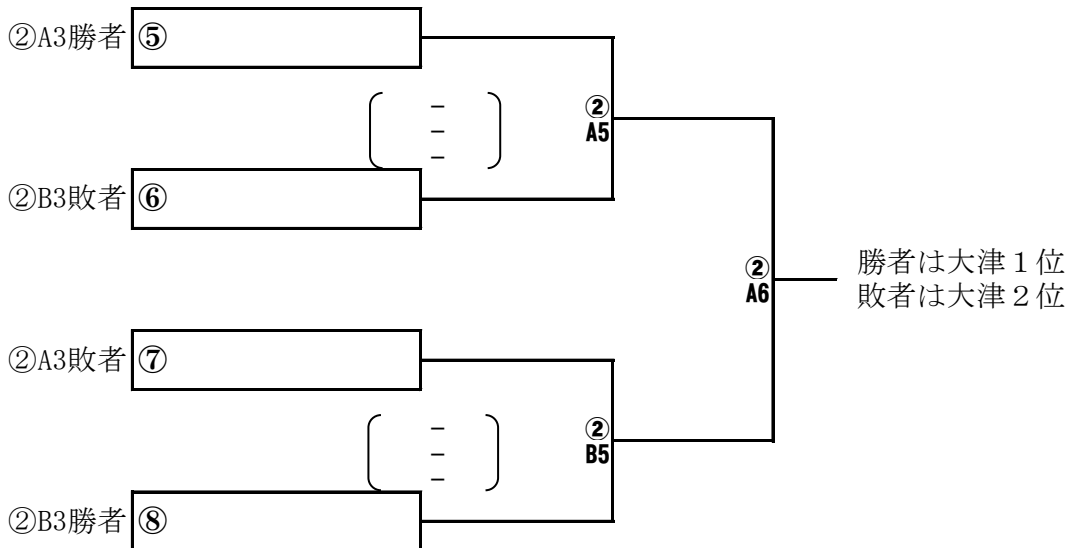 ②A3勝者 ⑤
②
A5
②B3敗者 ⑥
②
A6
勝者は大津１位
敗者は大津２位
②A3敗者 ⑦
②
B5
②B3勝者 ⑧